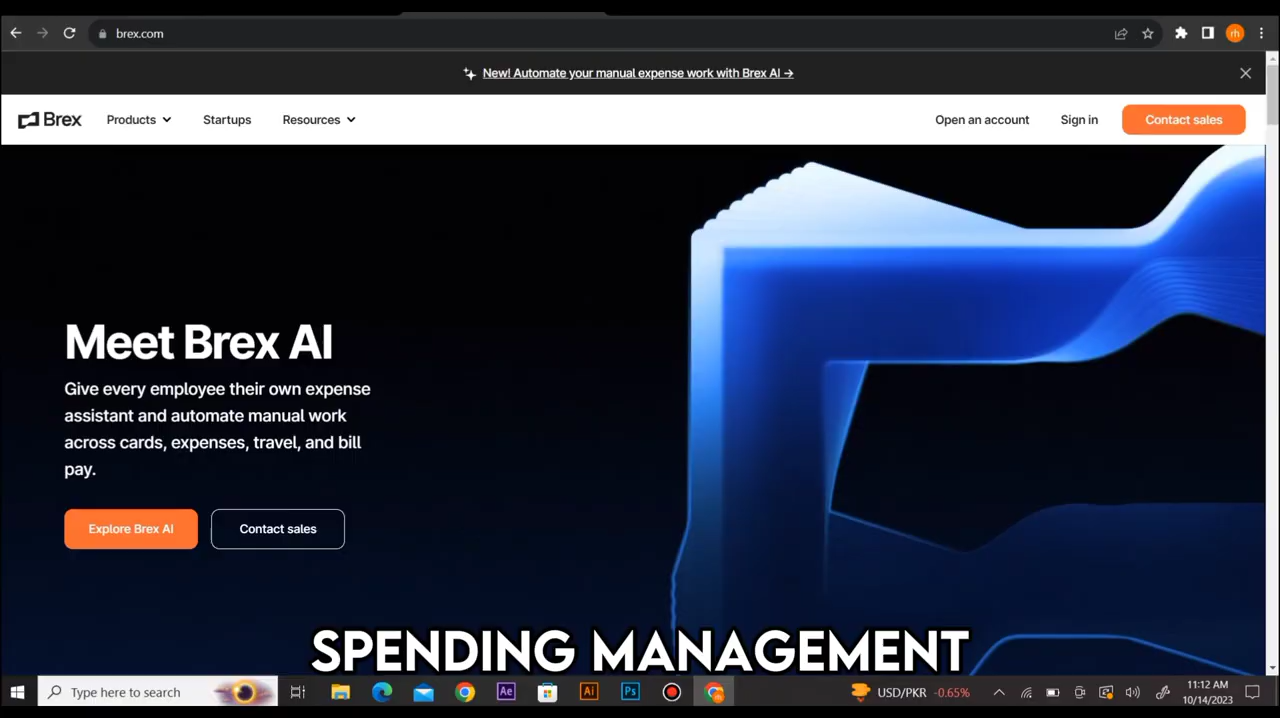 brex.com
New! Automate your manual expense work with Brex AI →
Brex
Products
Startups
Resources
Open an account
Sign in
Contact sales
Meet Brex AI
Give every employee their own expense
assistant and automate manual work
across cards, expenses, travel, and bill
pay.
Explore Brex AI
Contact sales
SPENDING MANAGEMENT
Type here to search
Ae
Ai
Ps
USD/PKR -0.65%
11:12 AM
10/14/2023